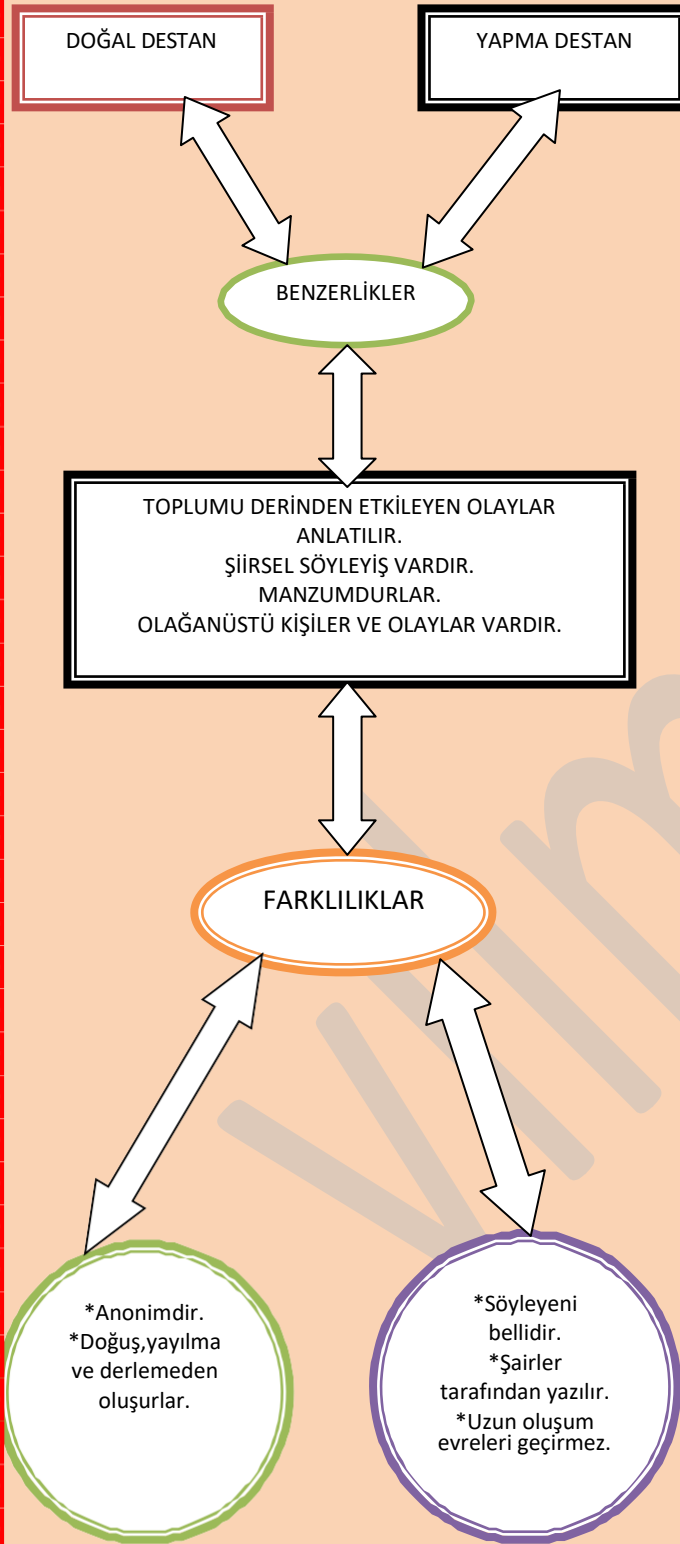 DOĞAL DESTAN
YAPMA DESTAN
BENZERLİKLER
TOPLUMU DERİNDEN ETKİLEYEN OLAYLAR
ANLATILIR.
ŞİİRSEL SÖYLEYİŞ VARDIR.
MANZUMDURLAR.
OLAĞANÜSTÜ KİŞİLER VE OLAYLAR VARDIR.
FARKLILIKLAR
*Anonimdir.
*Doğuş,yayılma
ve derlemeden
oluşurlar.
*Söyleyeni
bellidir.
*Şairler
tarafından yazılır.
*Uzun oluşum
evreleri geçirmez.